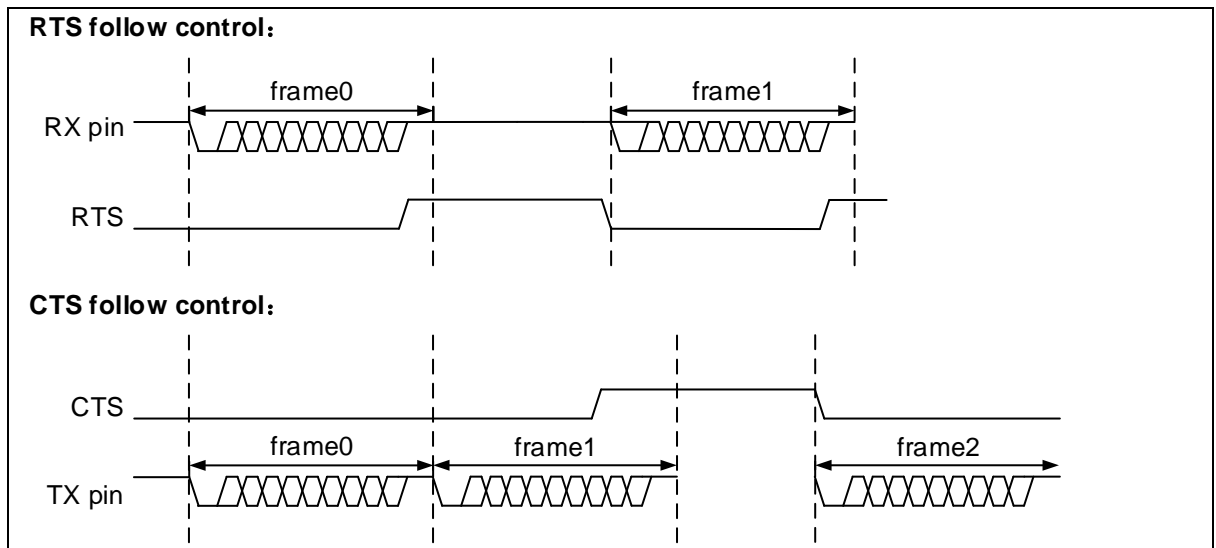 RTS follow control：
frame0
frame1
RX pin
RTS
CTS follow control：
CTS
frame0
frame1
frame2
TX pin